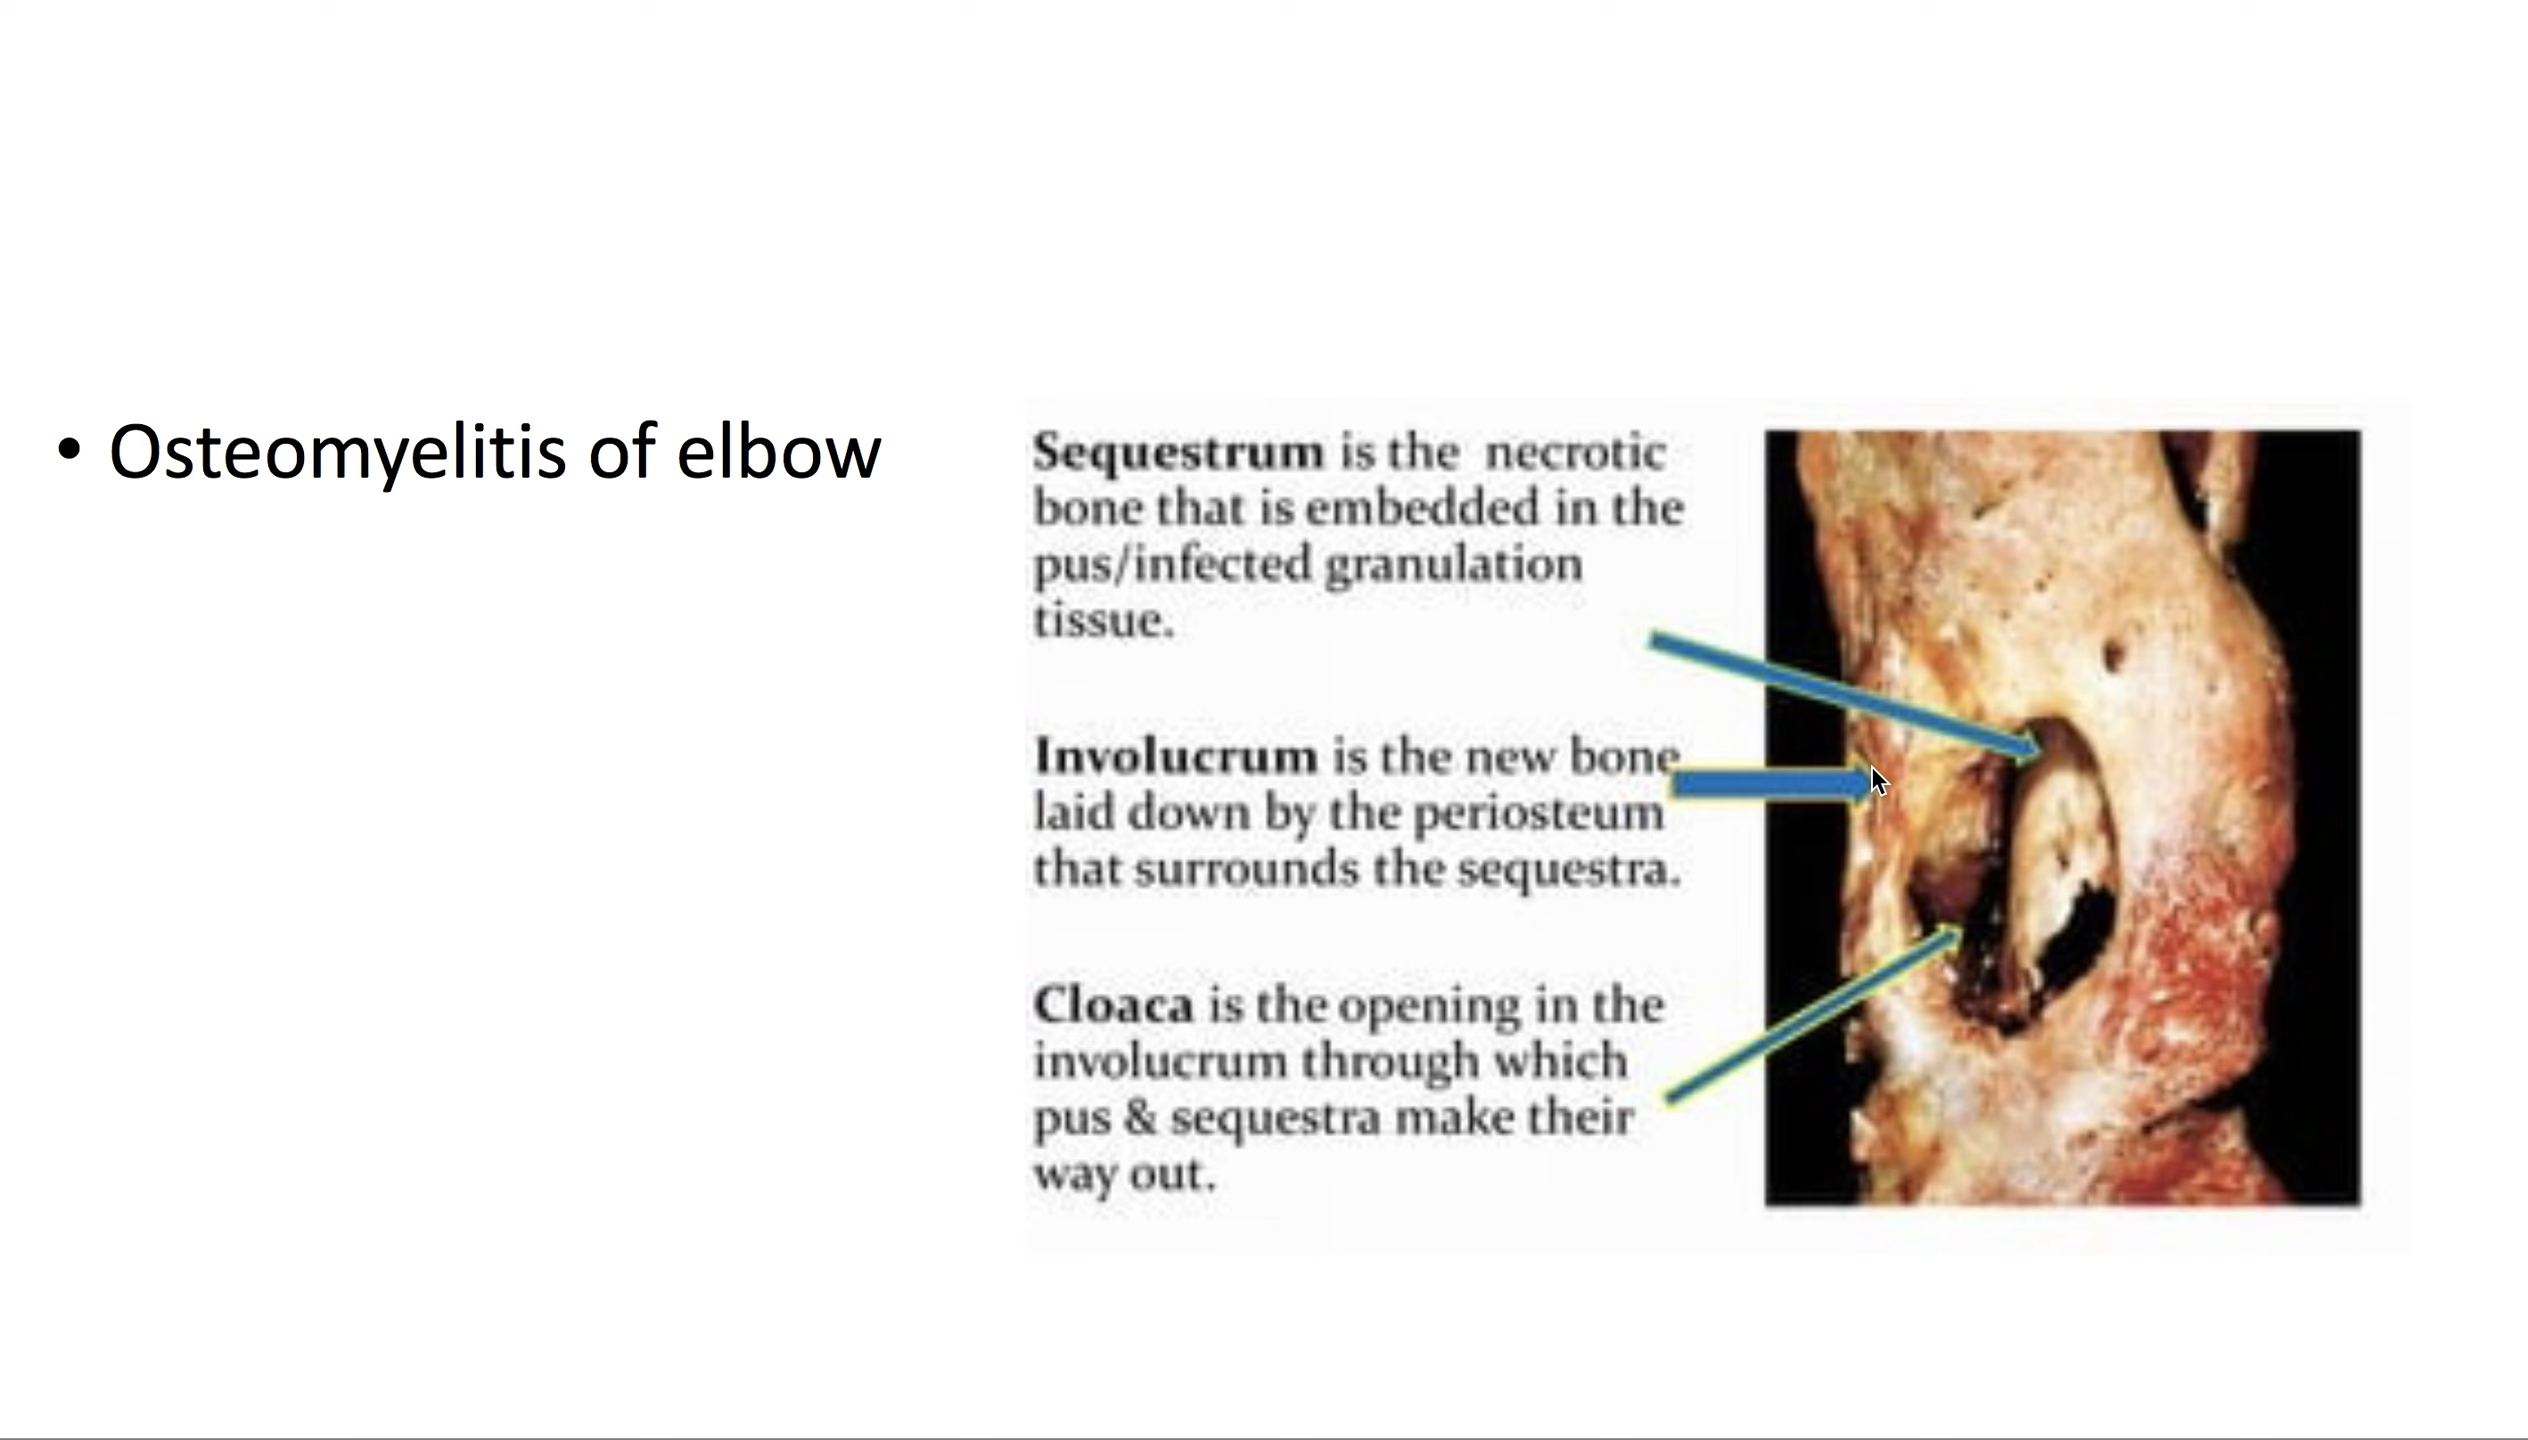 • Osteomyelitis of elbow
Sequestrum is the necrotic
bone that is embedded in the
pus/infected granulation
tissue.
Involucrum is the new bone
laid down by the periosteum
that surrounds the sequestra.
Cloaca is the opening in the
involucrum through which
pus & sequestra make their
way out.